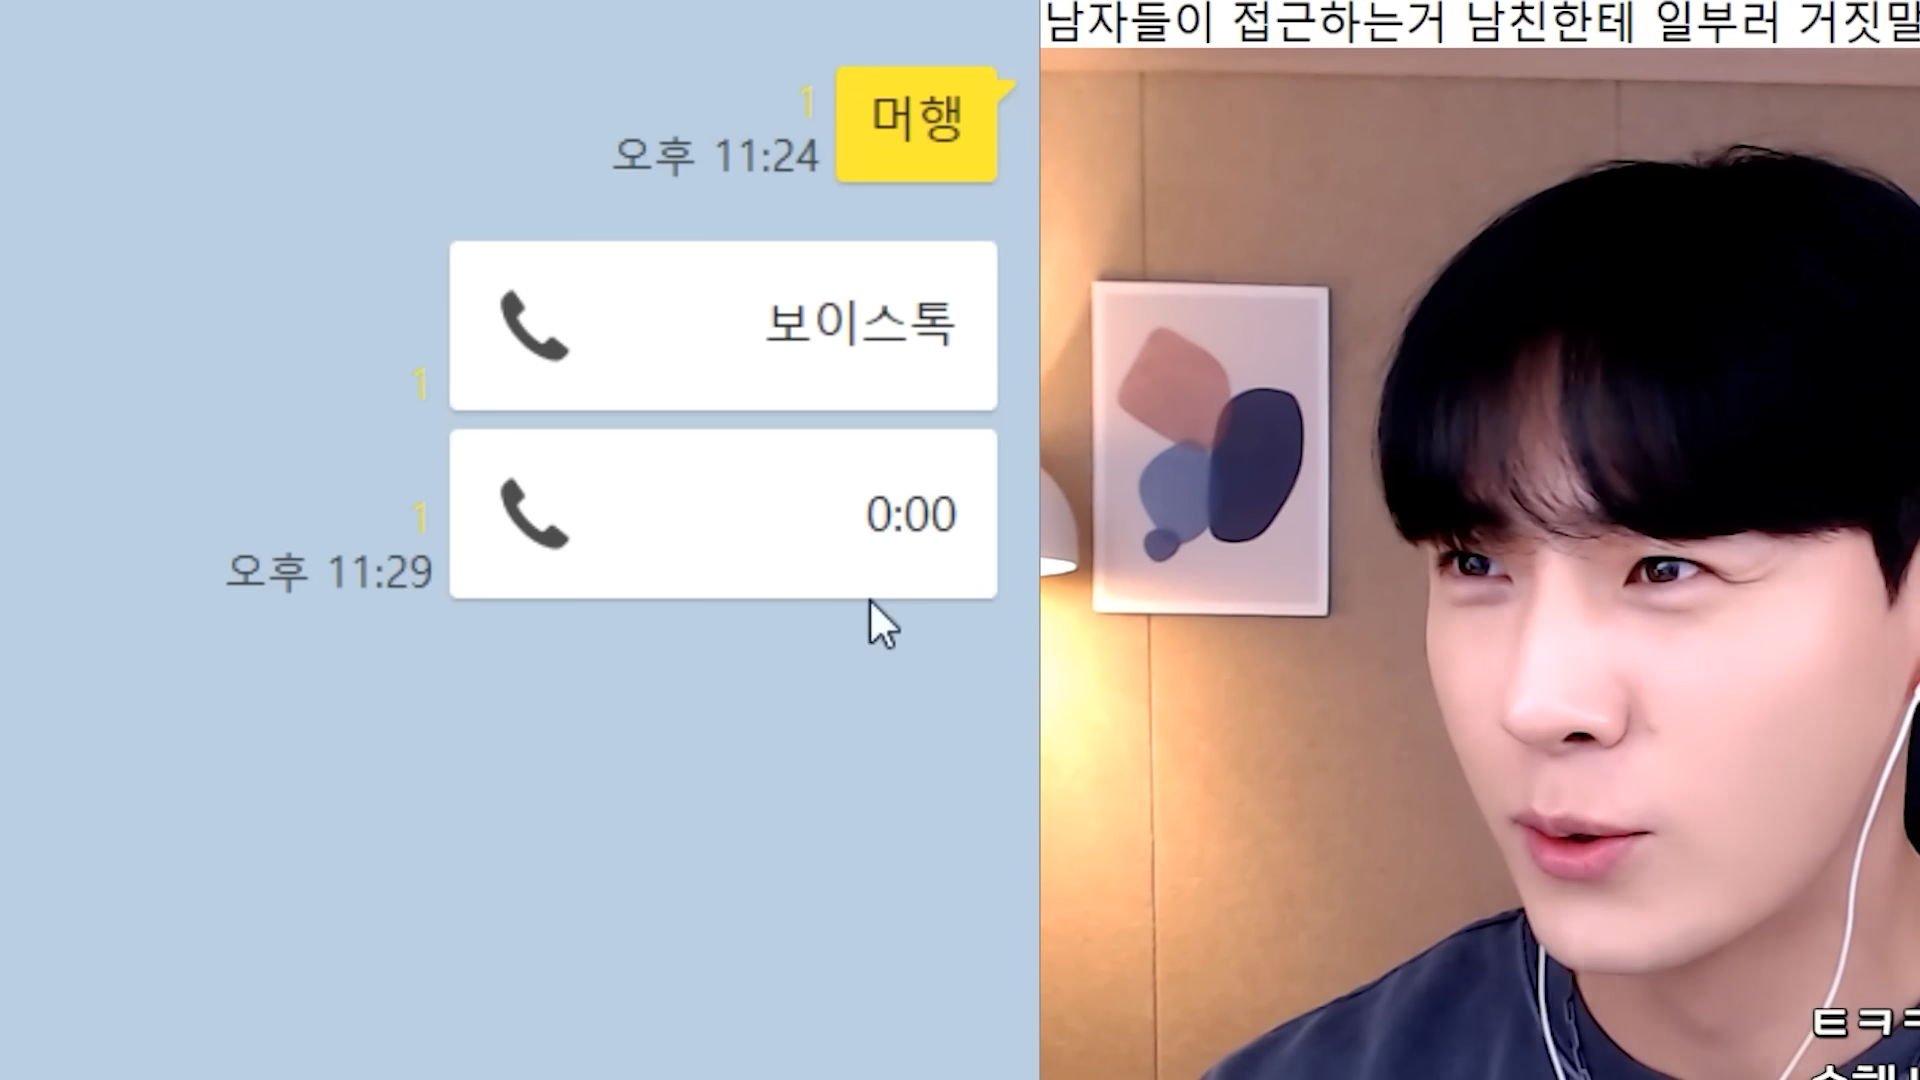 남자들이 접근하는거 남친한테 일부러 거짓말
1
머행
오후 11:24
보이스톡
1
0:00
1
오후 11:29
ㅌㅋㅋ